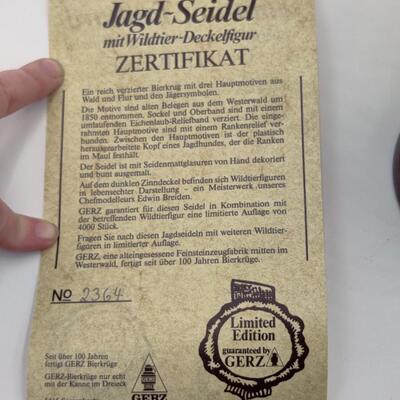 Jagd-Seidel
mit Wildtier-Deckelfigur
ZERTIFIKAT
Ein reich verzierter Bierkrug mit drei Hauptmotiven aus
Wald und Flur und den Jägersymbolen.
Die Motive sind alten Belegen aus dem Westerwald um
1850 entnommen. Sockel und Oberband sind mit einem
umlaufenden Eichenlaub-Reliefband verziert. Die einge-
rahmten Hauptmotive sind mit einem Rankenrelief ver-
bunden. Zwischen den Hauptmotiven ist der plastisch
herausgearbeitete Kopf eines Jagdhundes, der die Ranken
im Maul festhält.
Der Seidel ist mit Seidenmattglasuren von Hand dekoriert
und bunt ausgemalt.
Auf dem dunklen Zinndeckel befinden sich Wildtierfiguren
in lebensechter Darstellung – ein Meisterwerk unseres
Chefmodelleurs Edwin Breiden.
GERZ garantiert für diesen Seidel in Kombination mit
der betreffenden Wildtierfigur eine limitierte Auflage von
4000 Stück.
Fragen Sie nach diesen Jagdseideln mit weiteren Wildtier-
figuren in limitierter Auflage.
GERZ, eine alteingesessene Feinsteinzeugfabrik mitten im
Westerwald, fertigt seit über 100 Jahren Bierkrüge.
No 2364
Limited
Edition
guaranteed by
GERZ
Seit über 100 Jahren
fertigt GERZ Bierkrüge
GERZ-Bierkrüge nur echt
mit der Kanne im Dreieck
GERZ